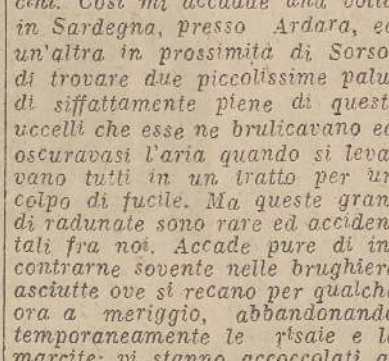 Così mi accadde una volta
in Sardegna, presso Ardara, ed
un'altra in prossimità di Sorso
di trovare due piccolissime palu
di siffattamente piene di questi
uccelli che esse ne brulicavano ed
oscuravasi l'aria quando si leva
vano tutti in un tratto per un
colpo di fucile. Ma queste gran
di radunate sono rare ed acciden
tali fra noi. Accade pure di in
contrarne sovente nelle brughiere
asciutte ove si recano per qualche
ora a meriggio, abbandonando
temporaneamente le risaie e le
marcite; vi stanno accoccolati